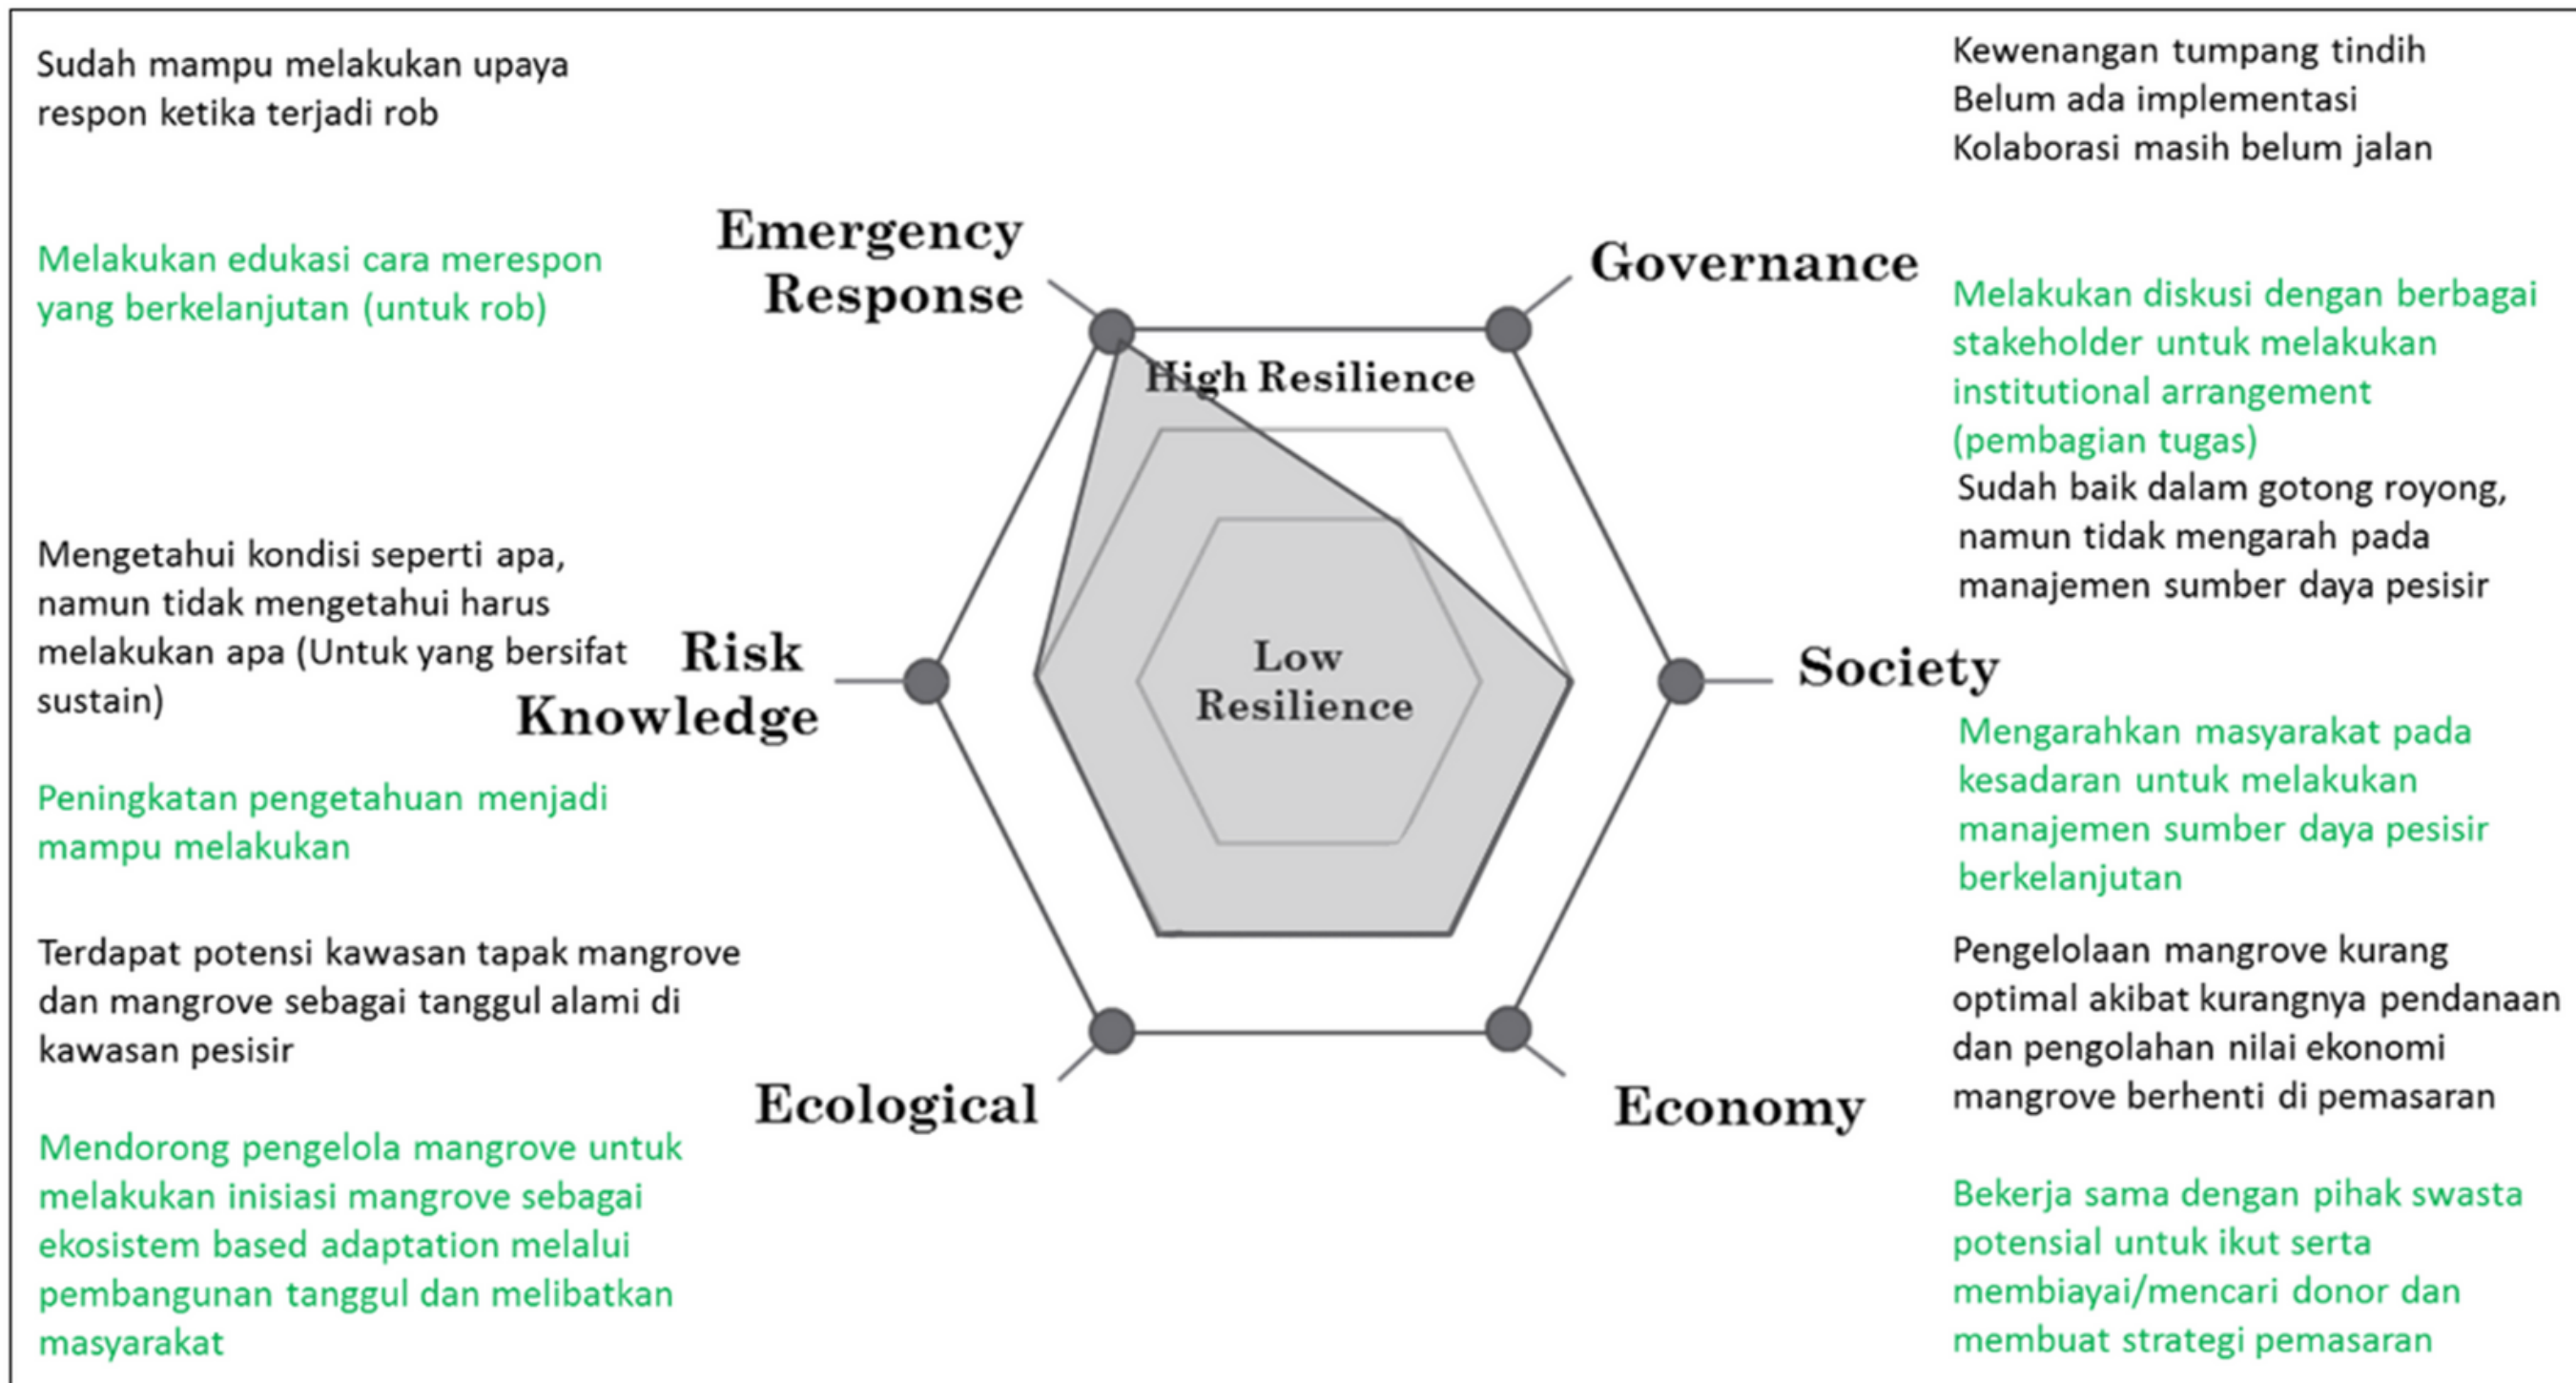 Sudah mampu melakukan upaya
respon ketika terjadi rob
Melakukan edukasi cara merespon
yang berkelanjutan (untuk rob)
Emergency
Response
Governance
Kewenangan tumpang tindih
Belum ada implementasi
Kolaborasi masih belum jalan
Melakukan diskusi dengan berbagai
stakeholder untuk melakukan
institutional arrangement
(pembagian tugas)
High Resilience
Mengetahui kondisi seperti apa,
namun tidak mengetahui harus
melakukan apa (Untuk yang bersifat
sustain)
Risk
Knowledge
Peningkatan pengetahuan menjadi
mampu melakukan
Low
Resilience
Sudah baik dalam gotong royong,
namun tidak mengarah pada
manajemen sumber daya pesisir
Society
Mengarahkan masyarakat pada
kesadaran untuk melakukan
manajemen sumber daya pesisir
berkelanjutan
Terdapat potensi kawasan tapak mangrove
dan mangrove sebagai tanggul alami di
kawasan pesisir
Ecological
Mendorong pengelola mangrove untuk
melakukan inisiasi mangrove sebagai
ekosistem based adaptation melalui
pembangunan tanggul dan melibatkan
masyarakat
Economy
Pengelolaan mangrove kurang
optimal akibat kurangnya pendanaan
dan pengolahan nilai ekonomi
mangrove berhenti di pemasaran
Bekerja sama dengan pihak swasta
potensial untuk ikut serta
membiayai/mencari donor dan
membuat strategi pemasaran